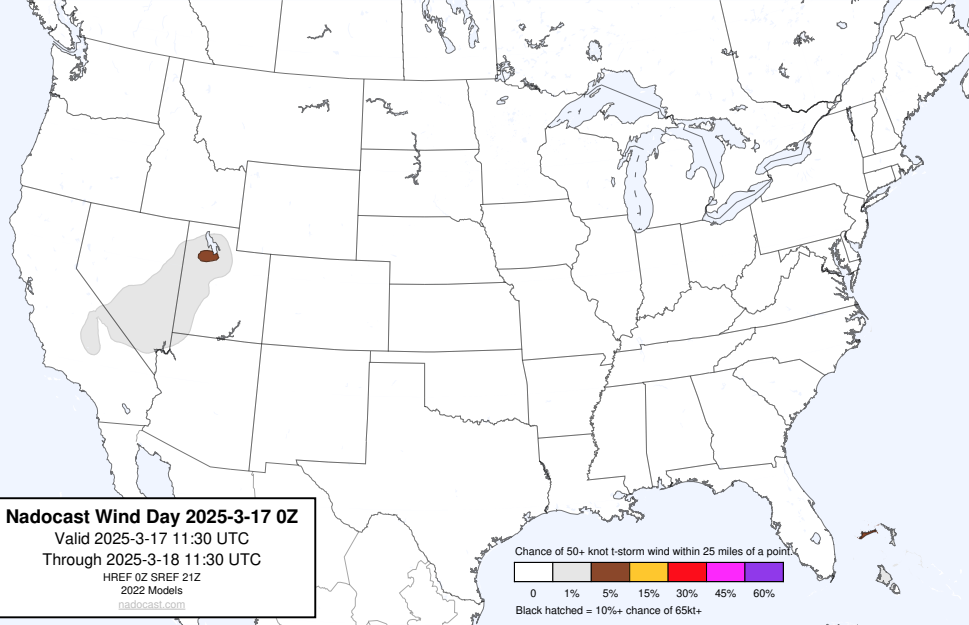 Nadocast Wind Day 2025-3-17 0Z
Valid 2025-3-17 11:30 UTC
Through 2025-3-18 11:30 UTC
HREF 0Z SREF 21Z
2022 Models
nadocast.com
Chance of 50+ knot t-storm wind within 25 miles of a point.
0 1% 5% 15% 30% 45% 60%
Black hatched = 10%+ chance of 65kt+